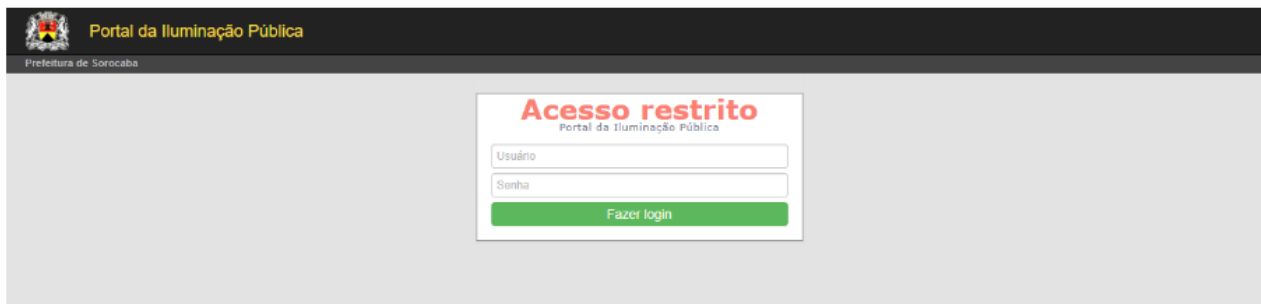 Portal da Iluminação Pública
Prefeitura de Sorocaba
Acesso restrito
Portal da Iluminação Pública
Usuário
Senha
Fazer login